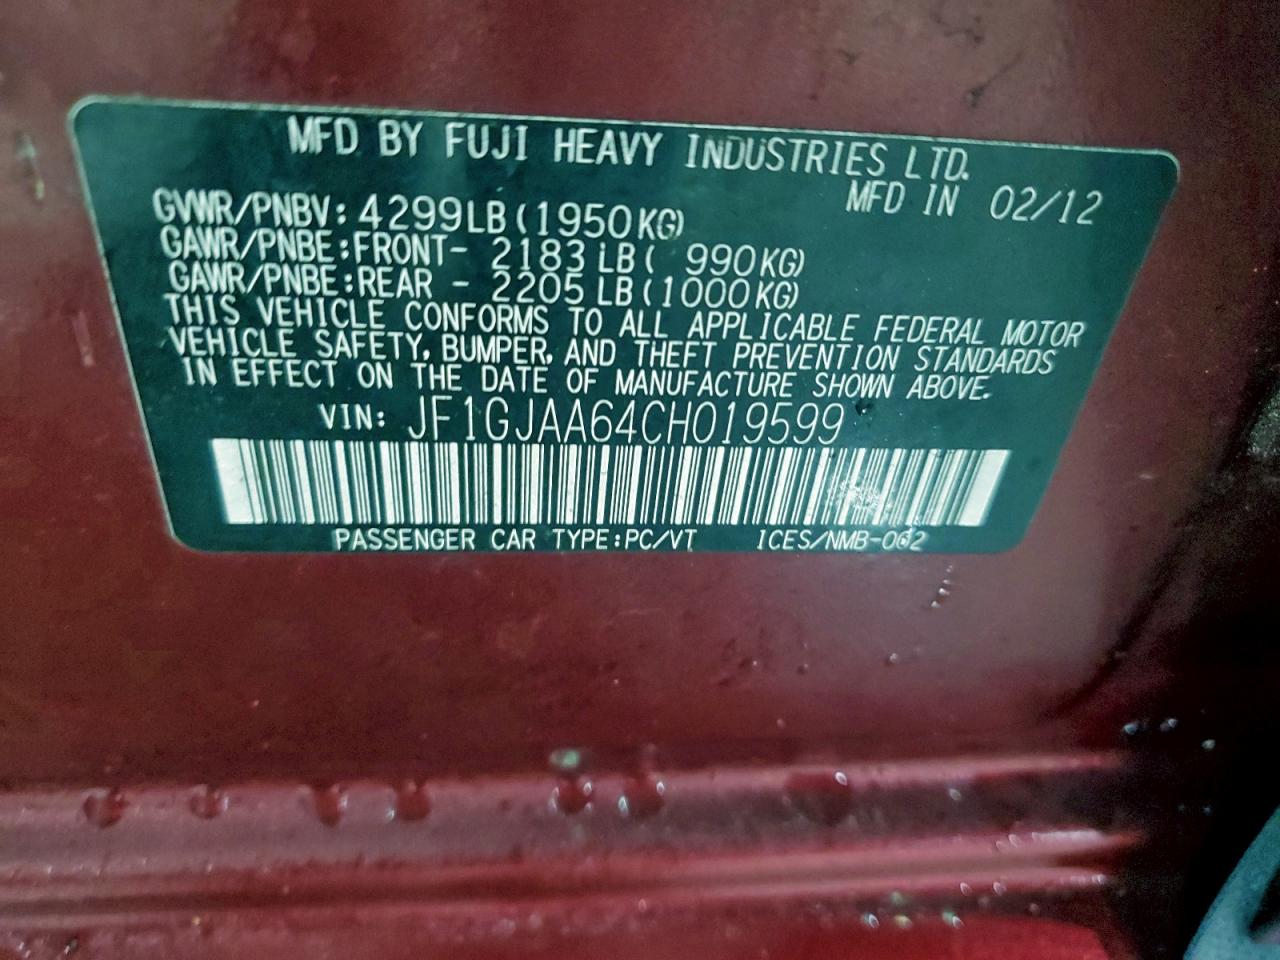 MFD BY FUJI HEAVY INDUSTRIES LTD.
MFD IN 02/12
GVWR/PNBV: 4299LB (1950KG)
GAWR/PNBE:FRONT- 2183 LB ( 990KG)
GAWR/PNBE:REAR - 2205 LB (1000KG)
THIS VEHICLE CONFORMS TO ALL APPLICABLE FEDERAL MOTOR
VEHICLE SAFETY, BUMPER, AND THEFT PREVENTION STANDARDS
IN EFFECT ON THE DATE OF MANUFACTURE SHOWN ABOVE.
VIN: JF1GJAA64CH019599
PASSENGER CAR TYPE:PC/VT ICES/NMB-002